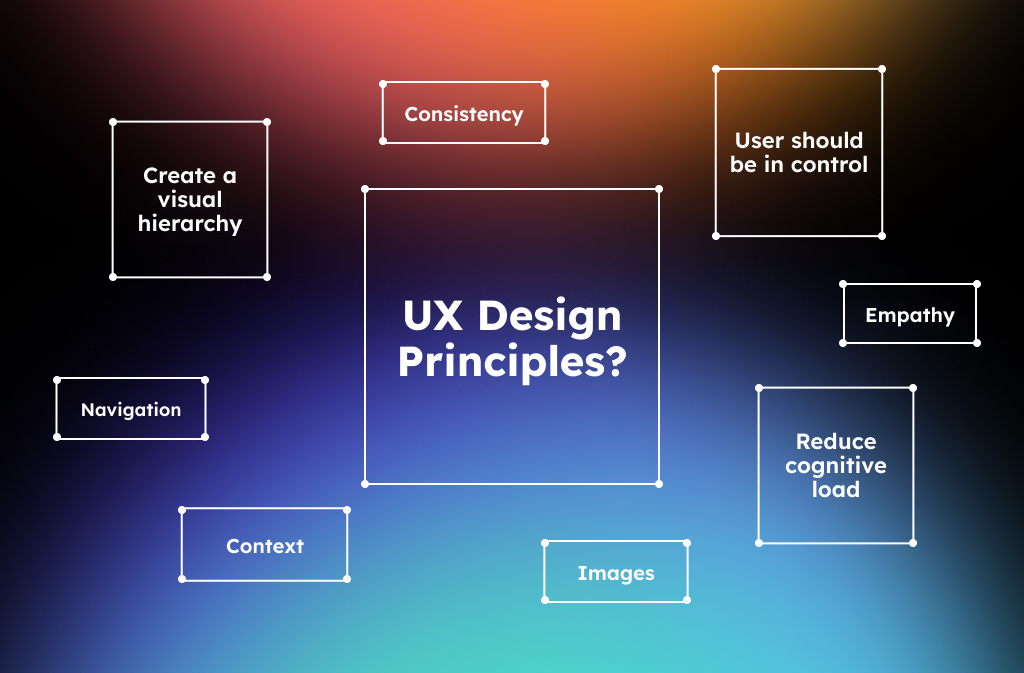 Consistency
User should
be in control
Create a
visual
hierarchy
UX Design
Principles?
Empathy
Navigation
Reduce
cognitive
load
Context
Images